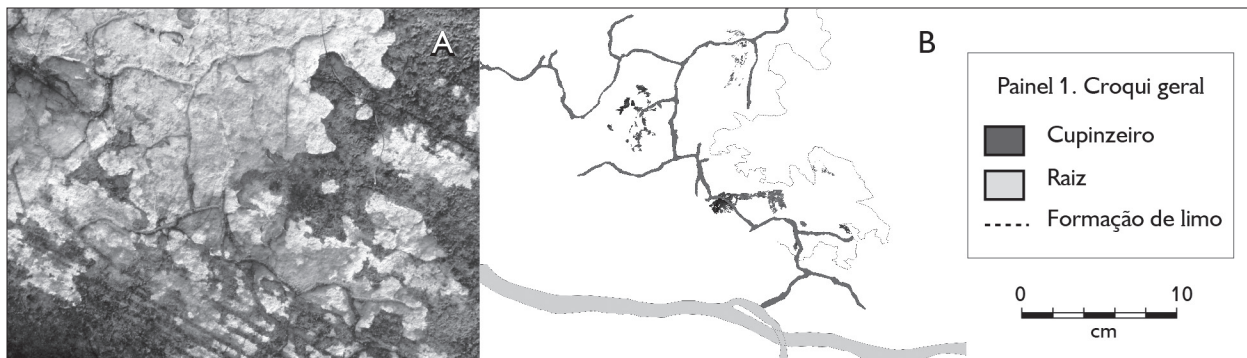 A
B
Painel 1. Croqui geral
Cupinzeiro
Raiz
Formação de limo
0 10
cm